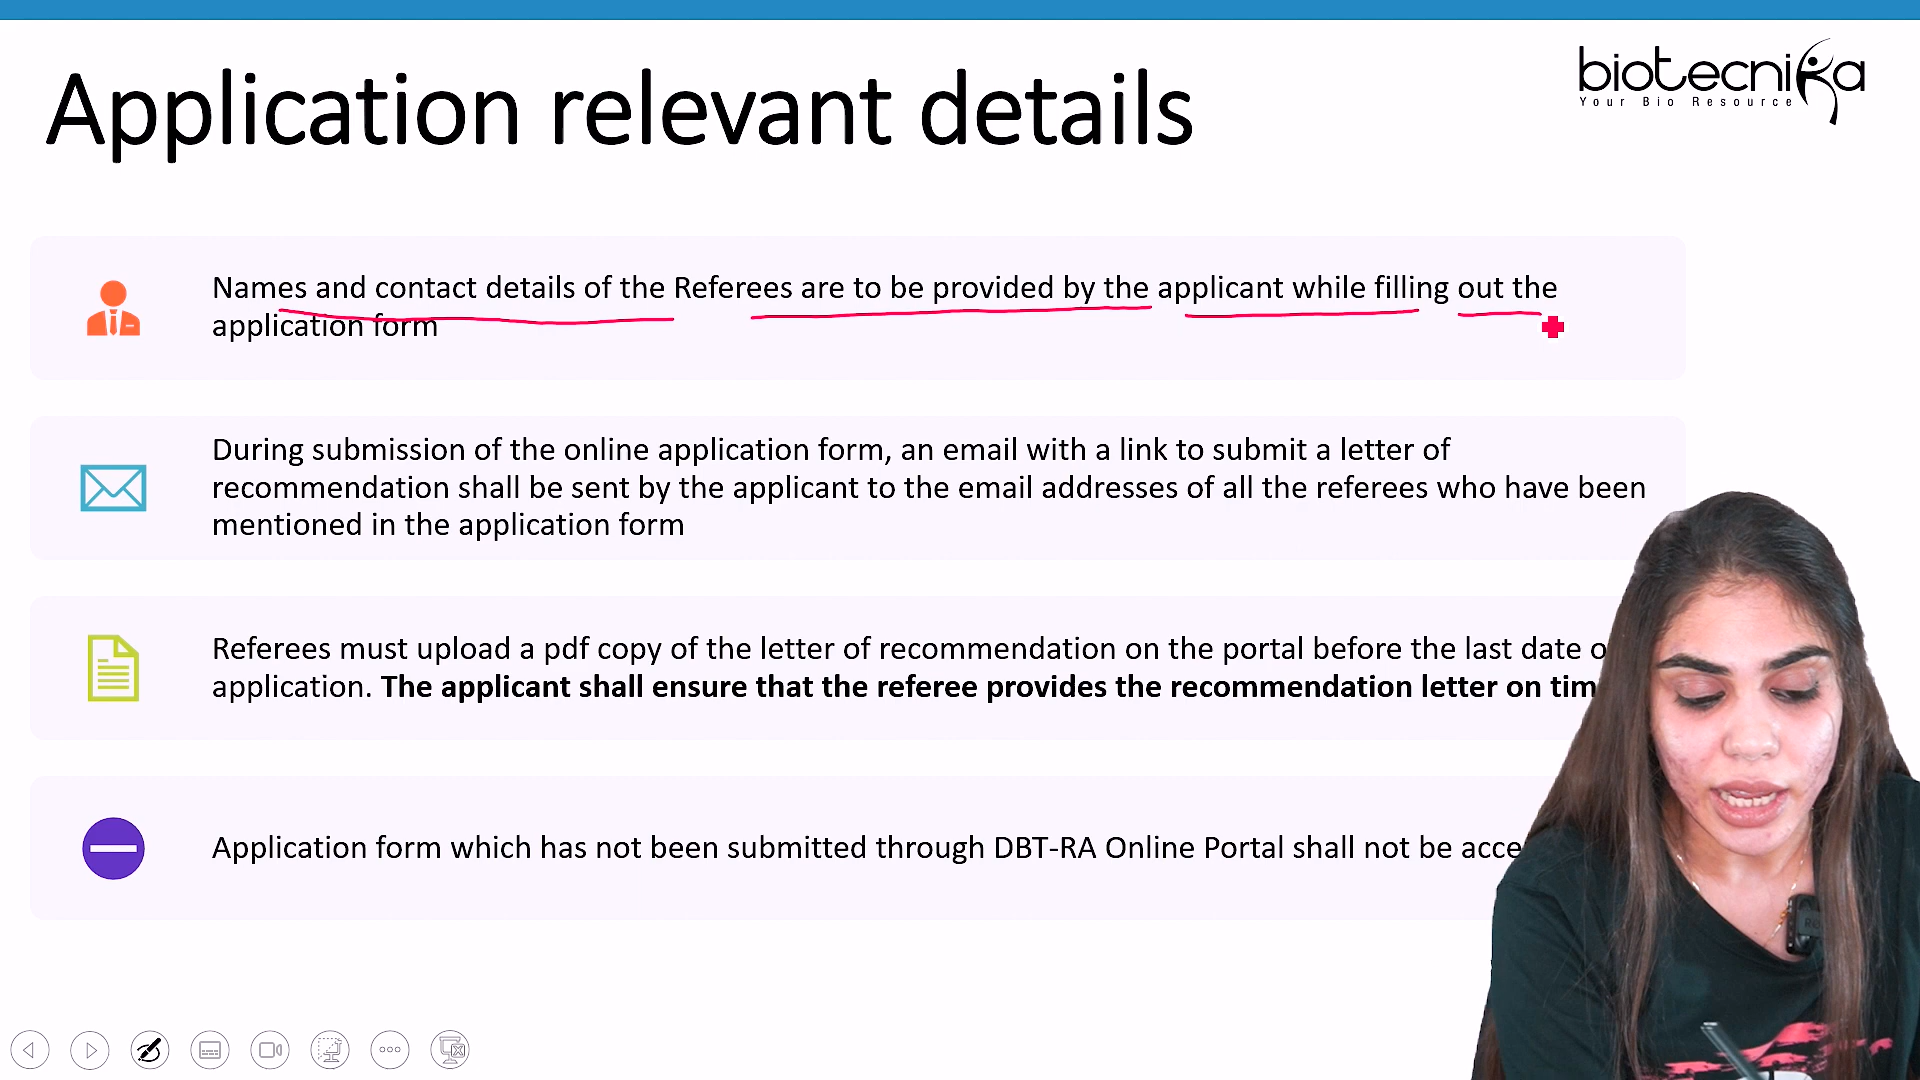 Application relevant details
biotecnika
Your Bio Resource
Names and contact details of the Referees are to be provided by the applicant while filling out the
application form
During submission of the online application form, an email with a link to submit a letter of
recommendation shall be sent by the applicant to the email addresses of all the referees who have been
mentioned in the application form
Referees must upload a pdf copy of the letter of recommendation on the portal before the last date
application. The applicant shall ensure that the referee provides the recommendation letter on
Application form which has not been submitted through DBT-RA Online Portal shall not be